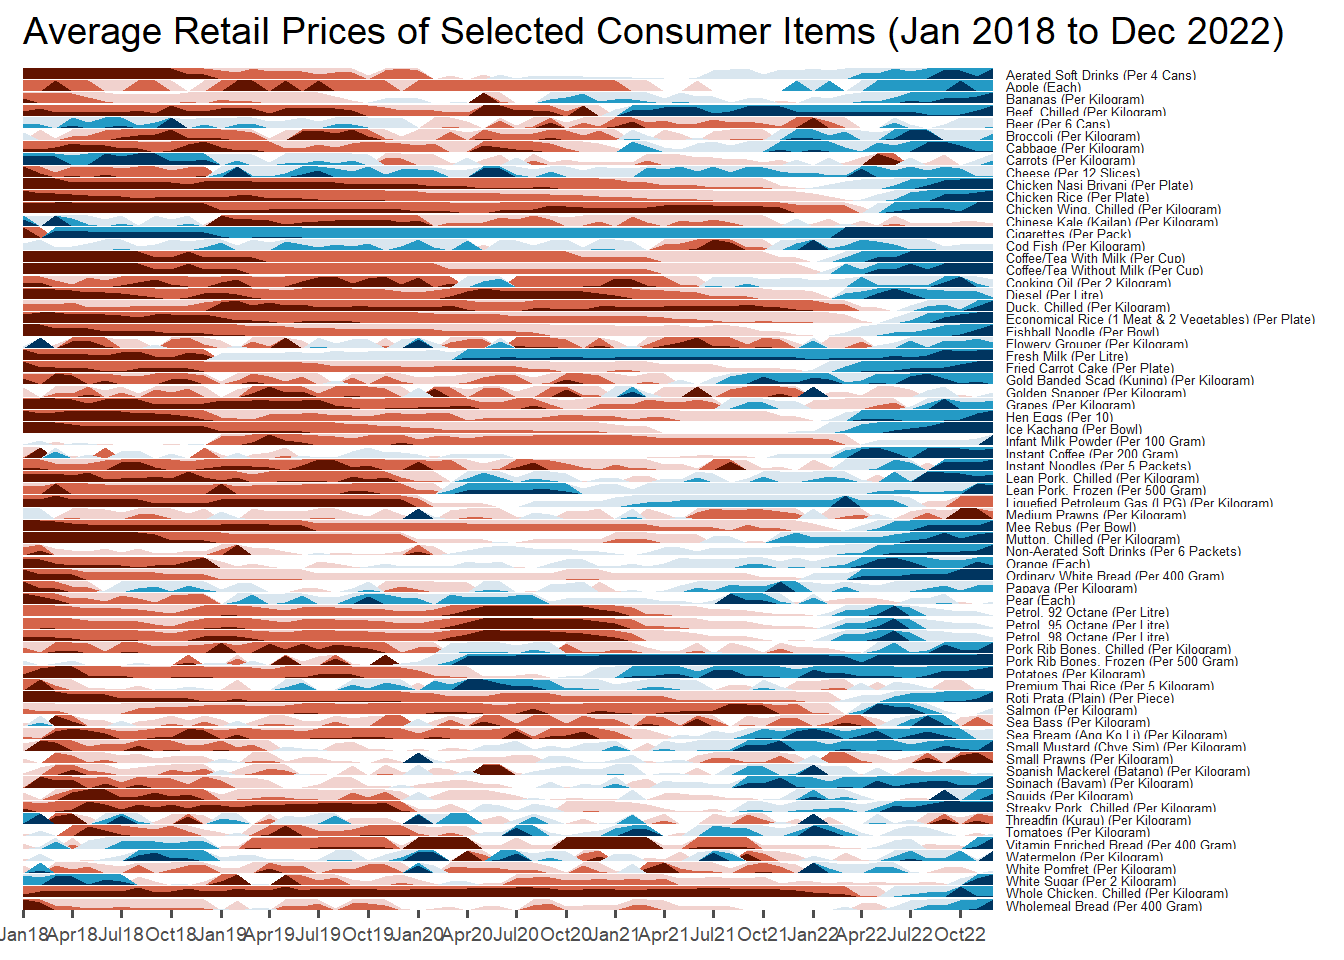 Average Retail Prices of Selected Consumer Items (Jan 2018 to Dec 2022)
Aerated Soft Drinks (Per 4 Cans)
Apple (Each)
Bananas (Per Kilogram)
Beef, Chilled (Per Kilogram)
Beer (Per 6 Cans)
Broccoli (Per Kilogram)
Cabbage (Per Kilogram)
Carrots (Per Kilogram)
Cheese (Per 12 Slices)
Chicken Nasi Briyani (Per Plate)
Chicken Rice (Per Plate)
Chicken Wing, Chilled (Per Kilogram)
Chinese Kale (Kailan) (Per Kilogram)
Cigarettes (Per Pack)
Cod Fish (Per Kilogram)
Coffee/Tea With Milk (Per Cup)
Coffee/Tea Without Milk (Per Cup)
Cooking Oil (Per 2 Kilogram)
Diesel (Per Litre)
Duck, Chilled (Per Kilogram)
Economical Rice (1 Meat & 2 Vegetables) (Per Plate)
Fishball Noodle (Per Bowl)
Flowery Grouper (Per Kilogram)
Fresh Milk (Per Litre)
Fried Carrot Cake (Per Plate)
Gold Banded Scad (Kuning) (Per Kilogram)
Golden Snapper (Per Kilogram)
Grapes (Per Kilogram)
Hen Eggs (Per 10)
Ice Kachang (Per Bowl)
Infant Milk Powder (Per 100 Gram)
Instant Coffee (Per 200 Gram)
Instant Noodles (Per 5 Packets)
Lean Pork, Chilled (Per Kilogram)
Lean Pork, Frozen (Per 500 Gram)
Liquefied Petroleum Gas (LPG) (Per Kilogram)
Medium Prawns (Per Kilogram)
Mee Rebus (Per Bowl)
Mutton, Chilled (Per Kilogram)
Non-Aerated Soft Drinks (Per 6 Packets)
Orange (Each)
Ordinary White Bread (Per 400 Gram)
Papaya (Per Kilogram)
Pear (Each)
Petrol, 92 Octane (Per Litre)
Petrol, 95 Octane (Per Litre)
Petrol, 98 Octane (Per Litre)
Pork Rib Bones, Chilled (Per Kilogram)
Pork Rib Bones, Frozen (Per 500 Gram)
Potatoes (Per Kilogram)
Premium Thai Rice (Per 5 Kilogram)
Roti Prata (Plain) (Per Piece)
Salmon (Per Kilogram)
Sea Bass (Per Kilogram)
Sea Bream (Ang Ko Li) (Per Kilogram)
Small Mustard (Chye Sim) (Per Kilogram)
Small Prawns (Per Kilogram)
Spanish Mackerel (Batang) (Per Kilogram)
Spinach (Bayam) (Per Kilogram)
Squids (Per Kilogram)
Streaky Pork, Chilled (Per Kilogram)
Threadfin (Kurau) (Per Kilogram)
Tomatoes (Per Kilogram)
Vitamin Enriched Bread (Per 400 Gram)
Watermelon (Per Kilogram)
White Pomfret (Per Kilogram)
White Sugar (Per 2 Kilogram)
Whole Chicken, Chilled (Per Kilogram)
Wholemeal Bread (Per 400 Gram)
Jan18 Apr18 Jul18 Oct18 Jan19 Apr19 Jul19 Oct19 Jan20 Apr20 Jul20 Oct20 Jan21 Apr21 Jul21 Oct21 Jan22 Apr22 Jul22 Oct22